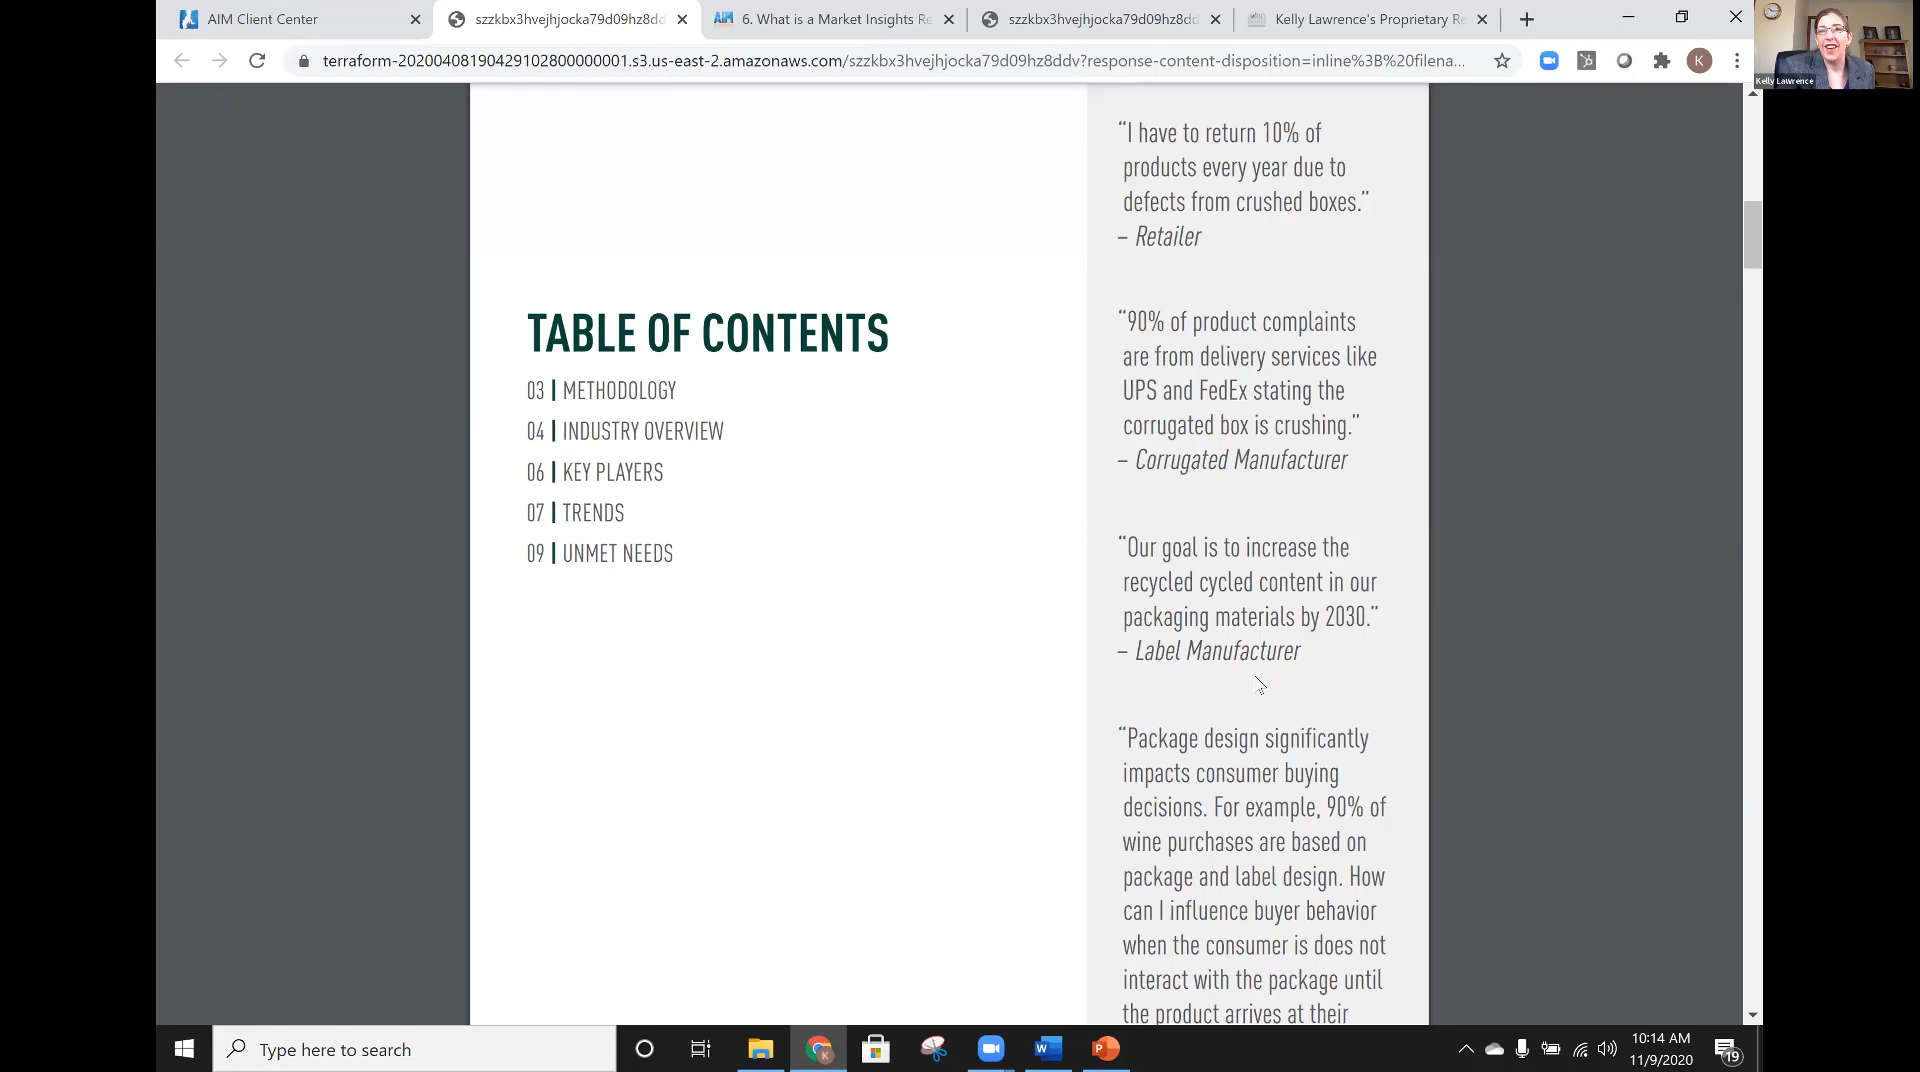 AIM Client Center
szzkbx3hvejhjocka79d09hz8dd
6. What is a Market Insights Re
szzkbx3hvejhjocka79d09hz8dd
Kelly Lawrence's Proprietary Re
terraform-20200408190429102800000001.s3.us-east-2.amazonaws.com/szzkbx3hvejhjocka79d09hz8ddv?response-content-disposition=inline%3B%20filena...
K
Kelly Lawrence
TABLE OF CONTENTS
03 | METHODOLOGY
04 | INDUSTRY OVERVIEW
06 | KEY PLAYERS
07 | TRENDS
09 | UNMET NEEDS
“I have to return 10% of
products every year due to
defects from crushed boxes.”
– Retailer
“90% of product complaints
are from delivery services like
UPS and FedEx stating the
corrugated box is crushing.”
– Corrugated Manufacturer
“Our goal is to increase the
recycled cycled content in our
packaging materials by 2030.”
– Label Manufacturer
“Package design significantly
impacts consumer buying
decisions. For example, 90% of
wine purchases are based on
package and label design. How
can I influence buyer behavior
when the consumer is does not
interact with the package until
the product arrives at their
Type here to search
10:14 AM
11/9/2020
19